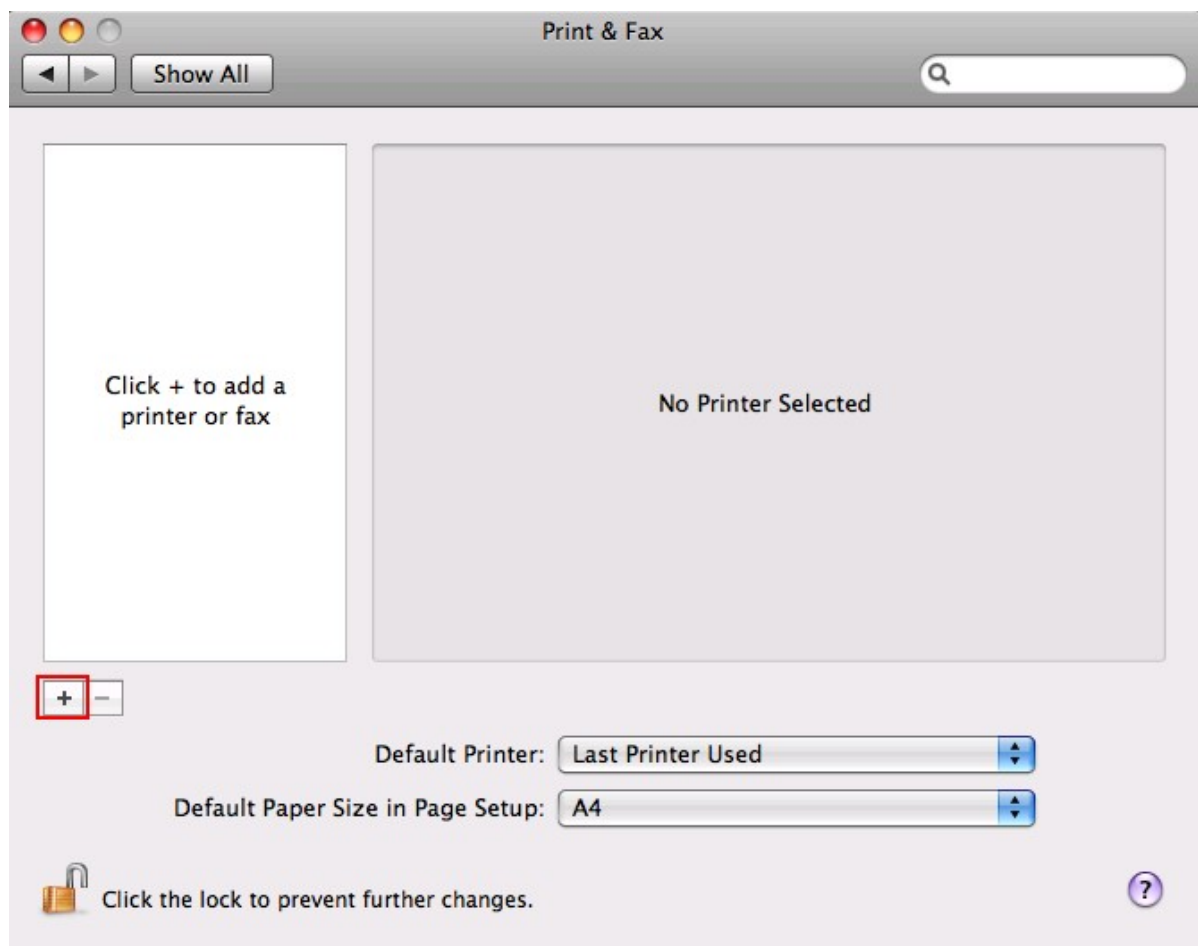 Print & Fax
Show All
Click + to add a
printer or fax
No Printer Selected
+ −
Default Printer: Last Printer Used
Default Paper Size in Page Setup: A4
Click the lock to prevent further changes.
?